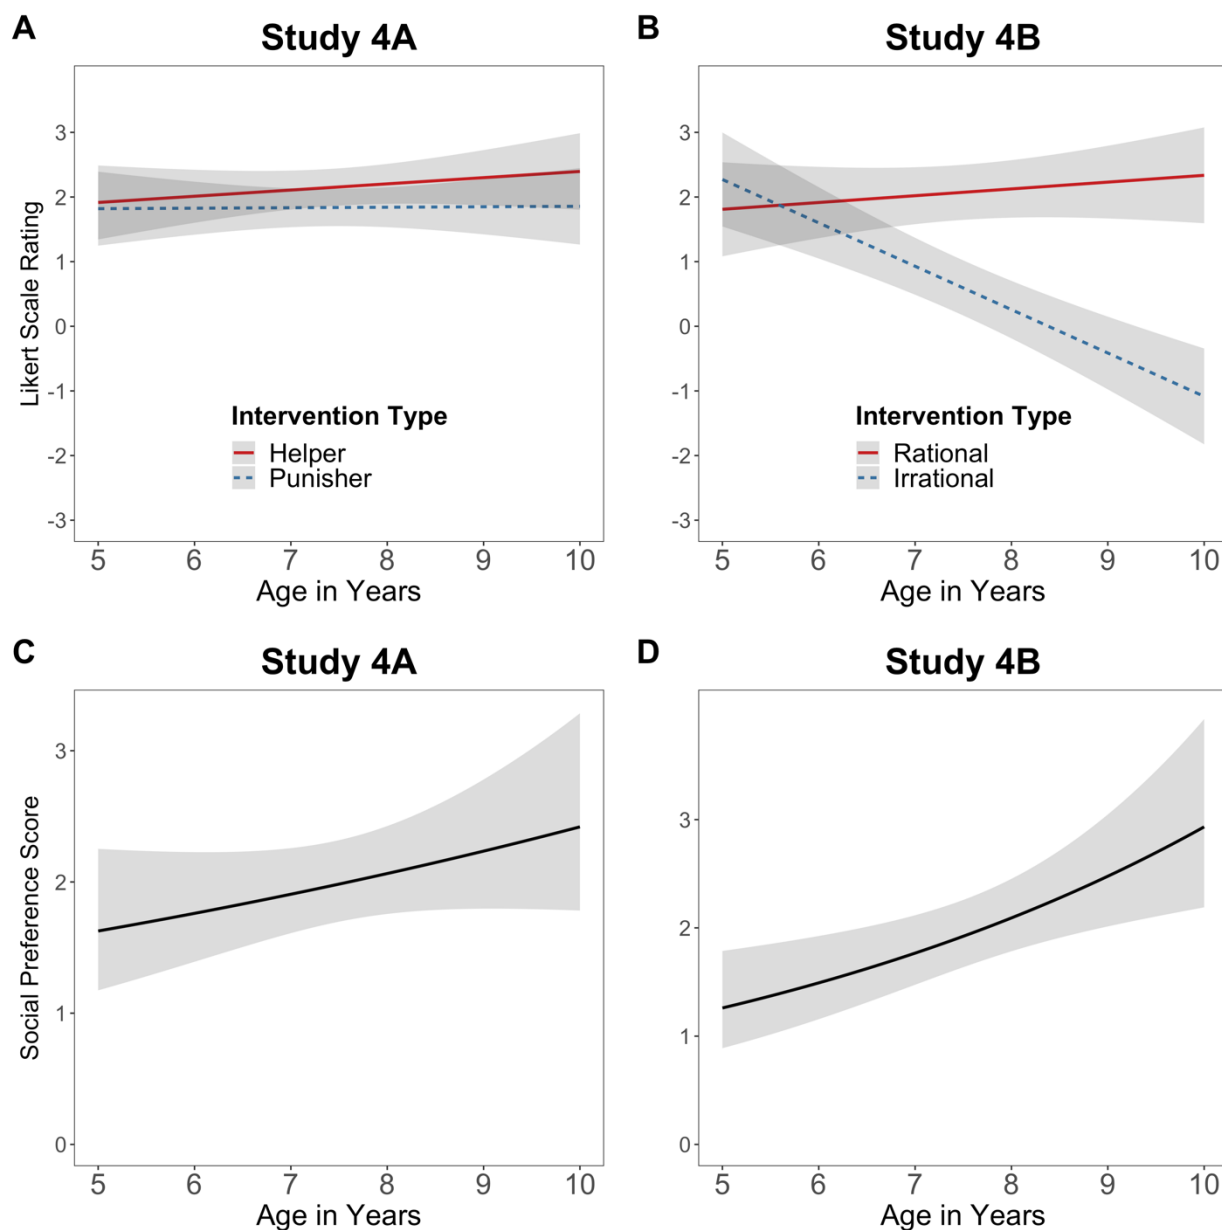 A
Study 4A
Likert Scale Rating
3
2
1
0
-1
-2
-3
Intervention Type
Helper
Punisher
5 6 7 8 9 10
Age in Years
B
Study 4B
3
2
1
0
-1
-2
-3
Intervention Type
Rational
Irrational
5 6 7 8 9 10
Age in Years
C
Study 4A
Social Preference Score
3
2
1
0
5 6 7 8 9 10
Age in Years
D
Study 4B
3
2
1
0
5 6 7 8 9 10
Age in Years